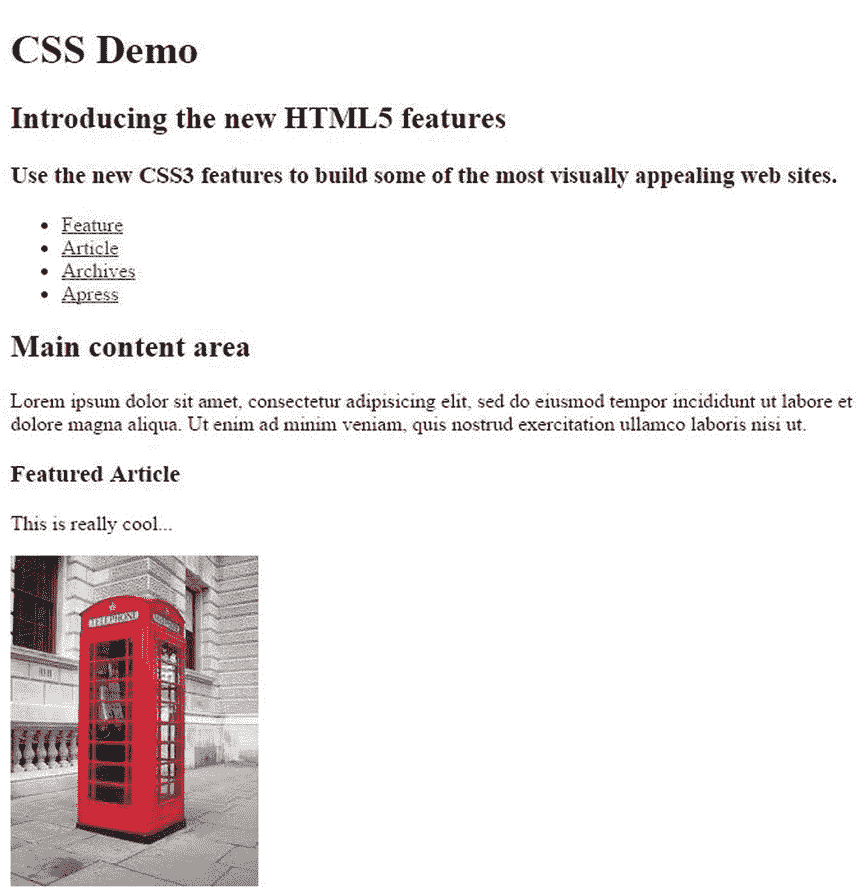 CSS Demo
Introducing the new HTML5 features
Use the new CSS3 features to build some of the most visually appealing web sites.
Feature
Article
Archives
Apress
Main content area
Lorem ipsum dolor sit amet, consectetur adipisicing elit, sed do eiusmod tempor incididunt ut labore et
dolore magna aliqua. Ut enim ad minim veniam, quis nostrud exercitation ullamco laboris nisi ut.
Featured Article
This is really cool...
TELEPHONE